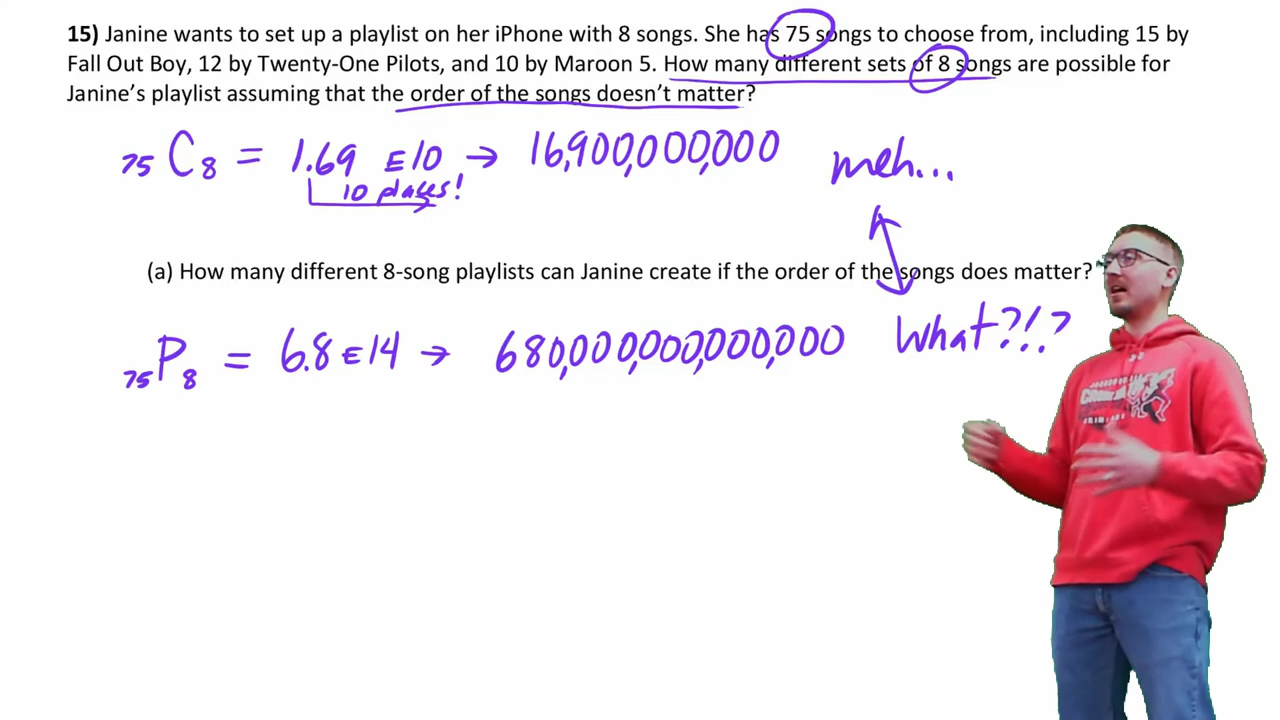 15) Janine wants to set up a playlist on her iPhone with 8 songs. She has 75 songs to choose from, including 15 by
Fall Out Boy, 12 by Twenty-One Pilots, and 10 by Maroon 5. How many different sets of 8 songs are possible for
Janine's playlist assuming that the order of the songs doesn't matter?
75 C 8 = 1.69 E10 → 16,900,000,000 meh...
10 places!
(a) How many different 8-song playlists can Janine create if the order of the songs does matter?
75 P 8 = 6.8 E14 → 680,000,000,000,000 What?!?